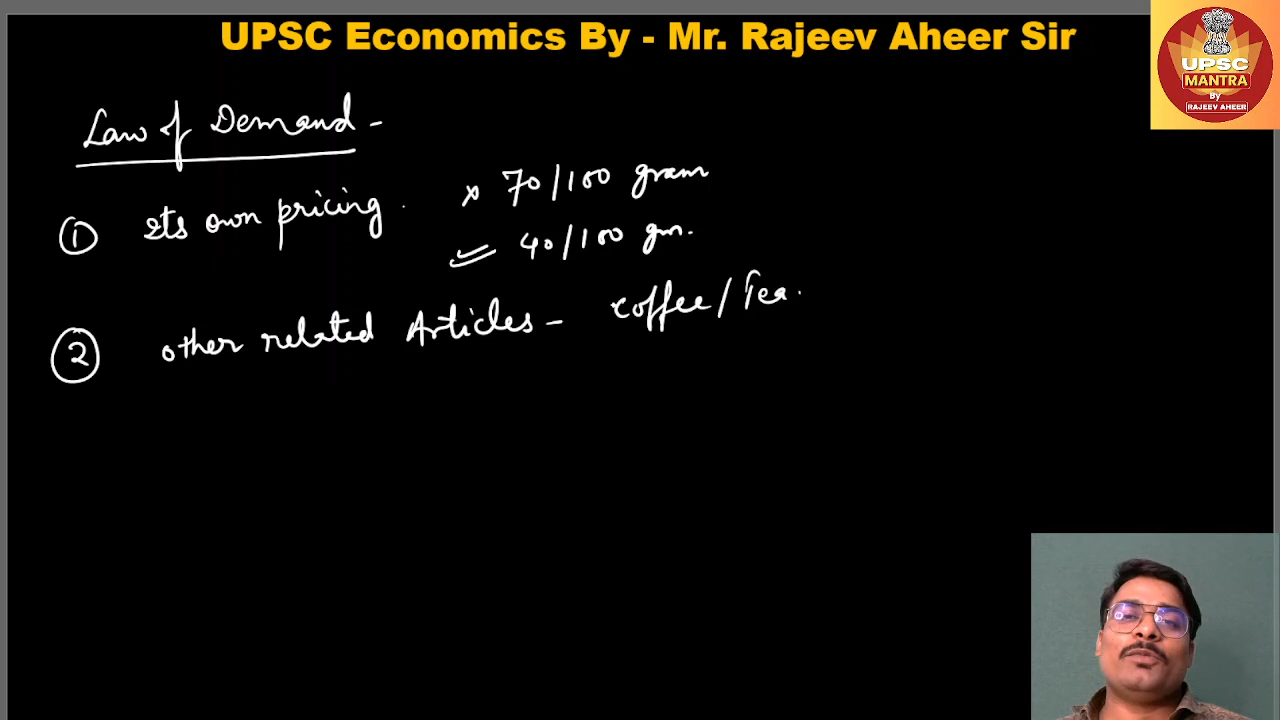 UPSC Economics By - Mr. Rajeev Aheer Sir
UPSC
MANTRA
By
RAJEEV AHEER
Law of Demand -
① Its own pricing. × 70/100 gram
✓ 40/100 gm.
② other related Articles - coffee/Tea.